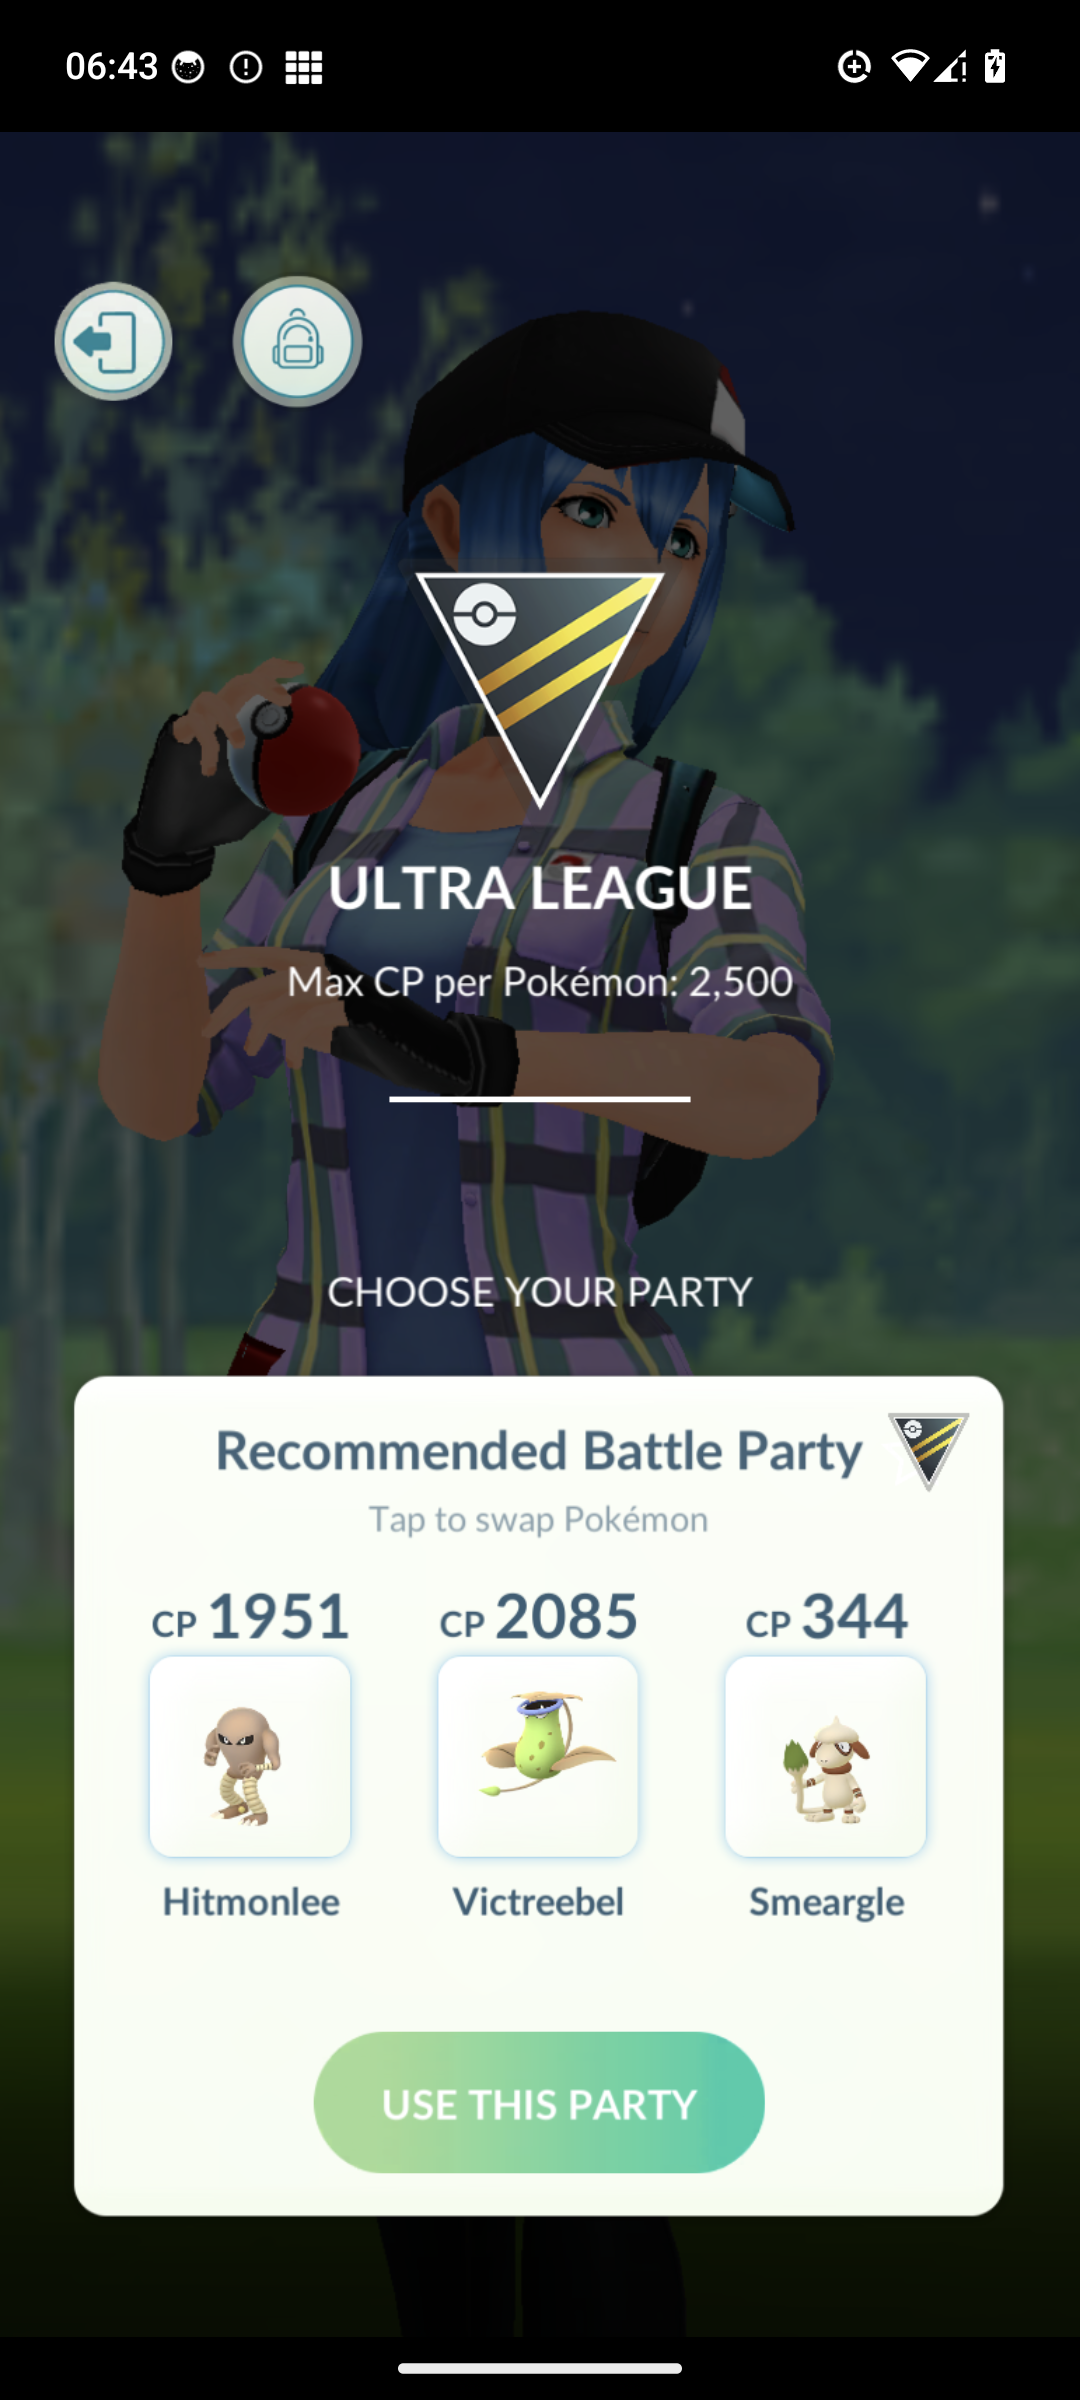 06:43
ULTRA LEAGUE
Max CP per Pokémon: 2,500
CHOOSE YOUR PARTY
Recommended Battle Party
Tap to swap Pokémon
CP 1951 CP 2085 CP 344
Hitmonlee Victreebel Smeargle
USE THIS PARTY